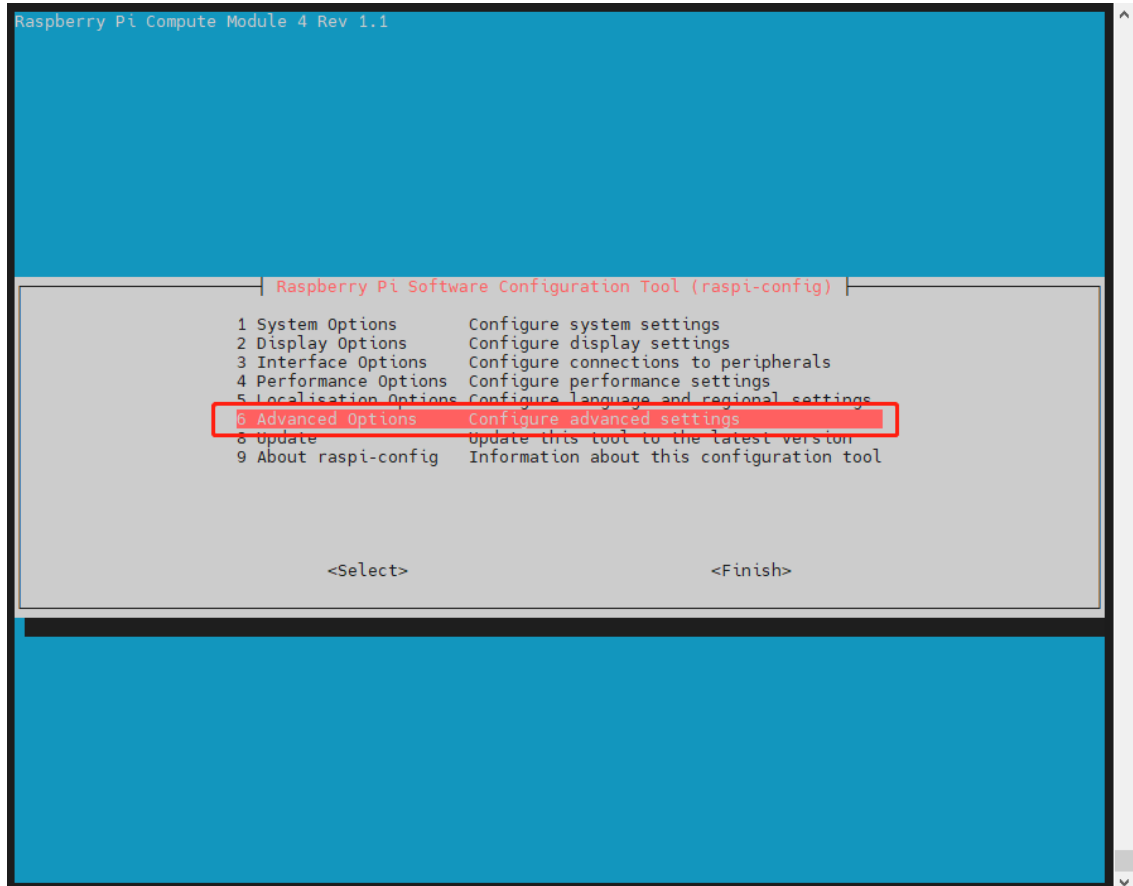 Raspberry Pi Compute Module 4 Rev 1.1
Raspberry Pi Software Configuration Tool (raspi-config)
1 System Options Configure system settings
2 Display Options Configure display settings
3 Interface Options Configure connections to peripherals
4 Performance Options Configure performance settings
5 Localisation Options Configure language and regional settings
6 Advanced Options Configure advanced settings
8 Update Update this tool to the latest version
9 About raspi-config Information about this configuration tool
<Select> <Finish>